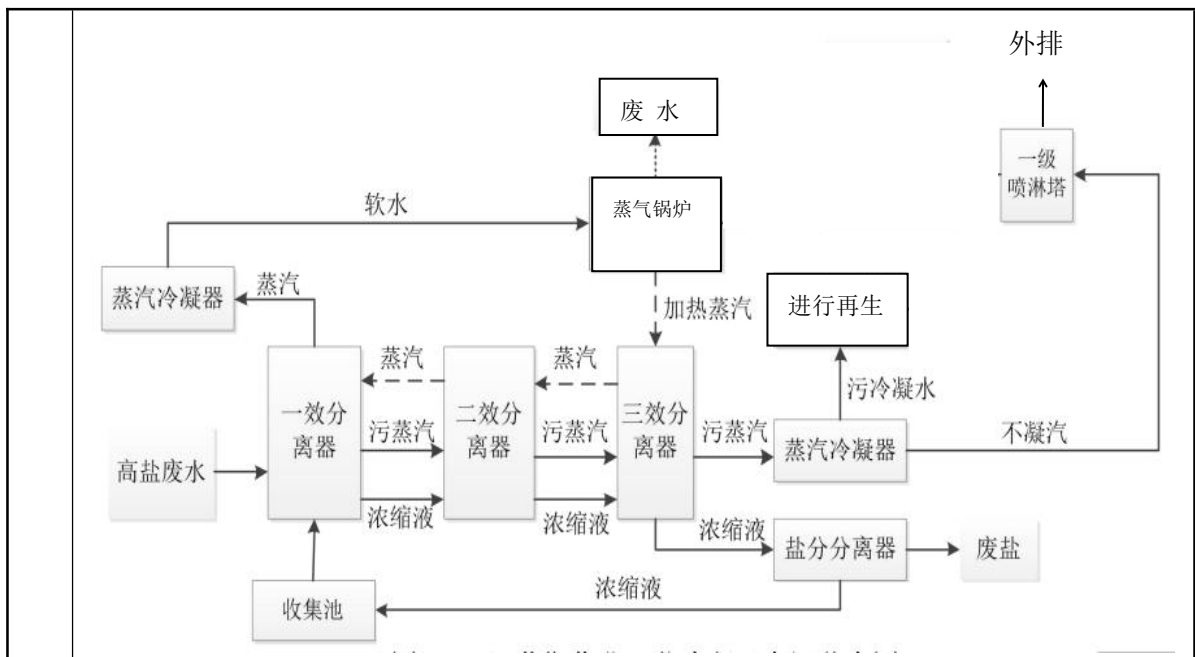 外排
废 水
一级
喷淋塔
软水
蒸气锅炉
蒸汽
蒸汽冷凝器
加热蒸汽
进行再生
蒸汽
蒸汽
污冷凝水
一效分
离器
二效分
离器
三效分
离器
污蒸汽
污蒸汽
污蒸汽
蒸汽冷凝器
不凝汽
高盐废水
浓缩液
浓缩液
浓缩液
盐分分离器
废盐
浓缩液
收集池